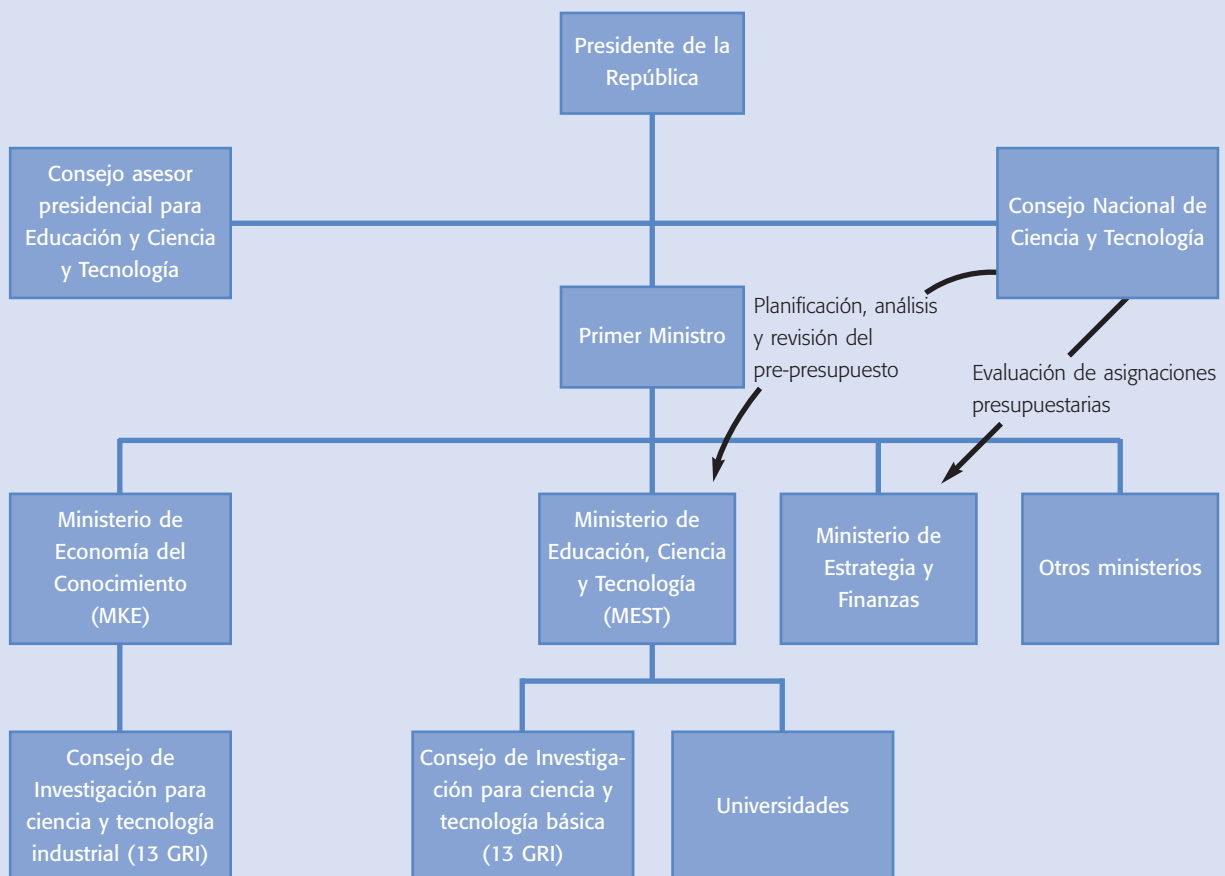 Presidente de la
República
Consejo asesor
presidencial para
Educación y Ciencia
y Tecnología
Consejo Nacional de
Ciencia y Tecnología
Primer Ministro
Planificación, análisis
y revisión del
pre-presupuesto
Evaluación de asignaciones
presupuestarias
Ministerio de
Economía del
Conocimiento
(MKE)
Ministerio de
Educación, Ciencia
y Tecnología
(MEST)
Ministerio de
Estrategia y
Finanzas
Otros ministerios
Consejo de
Investigación para
ciencia y tecnología
industrial (13 GRI)
Consejo de Investiga-
ción para ciencia y
tecnología básica
(13 GRI)
Universidades